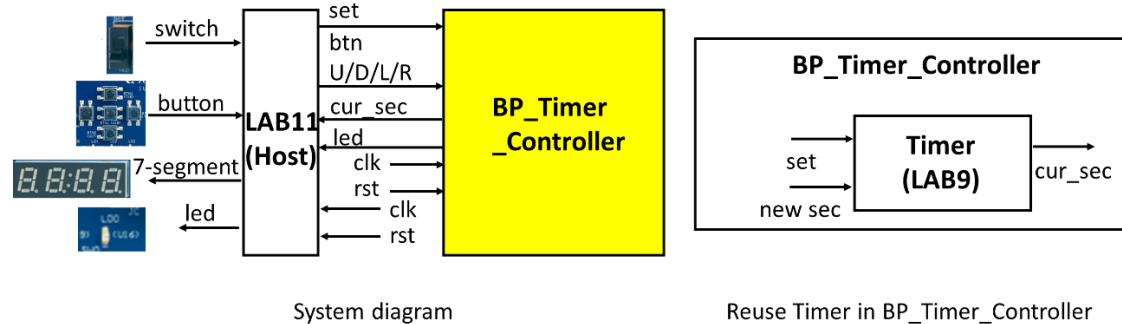 switch
button
7-segment
led
LAB11
(Host)
set
btn
U/D/L/R
cur_sec
led
clk
rst
clk
rst
BP_Timer
_Controller
BP_Timer_Controller
set
new sec
Timer
(LAB9)
cur_sec
System diagram
Reuse Timer in BP_Timer_Controller